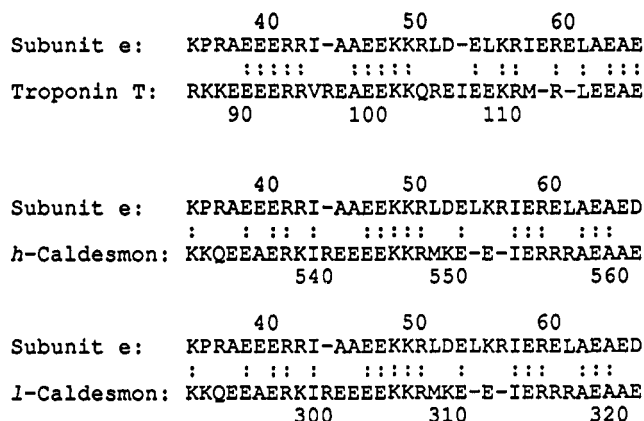 40 50 60
Subunit e: KPRAEEERRI-AAEEKKRLD-ELKRIERELAEAE
::::: ::::: : :: : : :::
Troponin T: RKKEEEERRVREAEEKKQREIEEKRM-R-LEEAE
90 100 110
40 50 60
Subunit e: KPRAEEERRI-AAEEKKRLDELKRIERELAEAED
: : :: : ::::: : ::: :::
h-Caldesmon: KKQEEAERKIREEEEKKRMKE-E-IERRRAEAAE
540 550 560
40 50 60
Subunit e: KPRAEEERRI-AAEEKKRLDELKRIERELAEAED
: : :: : ::::: : ::: :::
l-Caldesmon: KKQEEAERKIREEEEKKRMKE-E-IERRRAEAAE
300 310 320